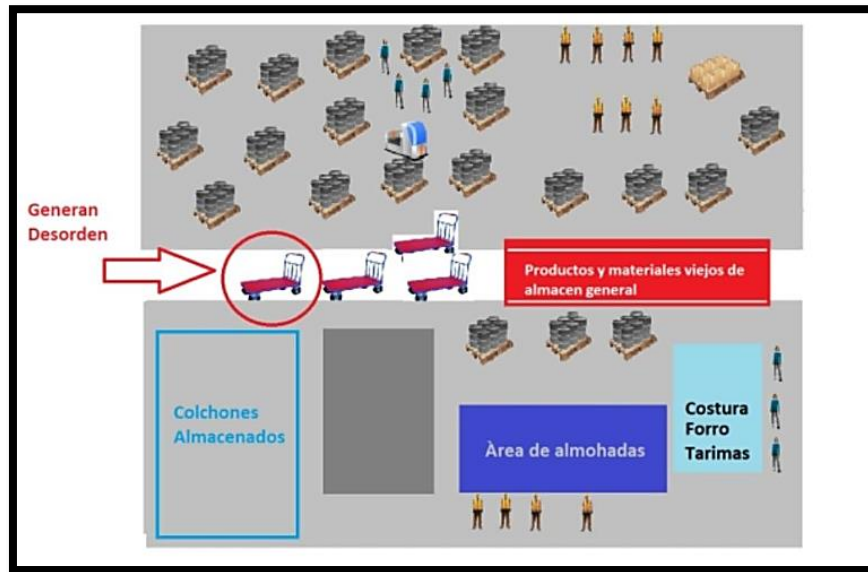 Generan
Desorden
Productos y materiales viejos de
almacen general
Colchones
Almacenados
Àrea de almohadas
Costura
Forro
Tarimas